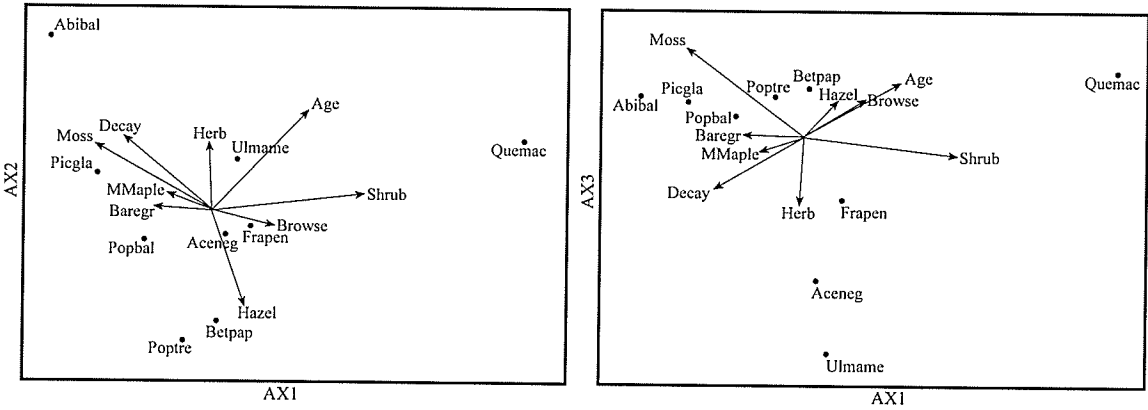 Abibal
Age
Decay
Herb
Moss
Ulmame
Quemac
Picgla
MMaple
Shrub
Baregr
Browse
Popbal
Aceneg
Frapen
Hazel
Betpap
Poptre
AX2
AX1
Moss
Age
Betpap
Quemac
Poptre
Picgla
Hazel
Browse
Abibal
Popbal
Baregr
MMaple
Shrub
Decay
Herb
Frapen
Aceneg
Ulmame
AX3
AX1